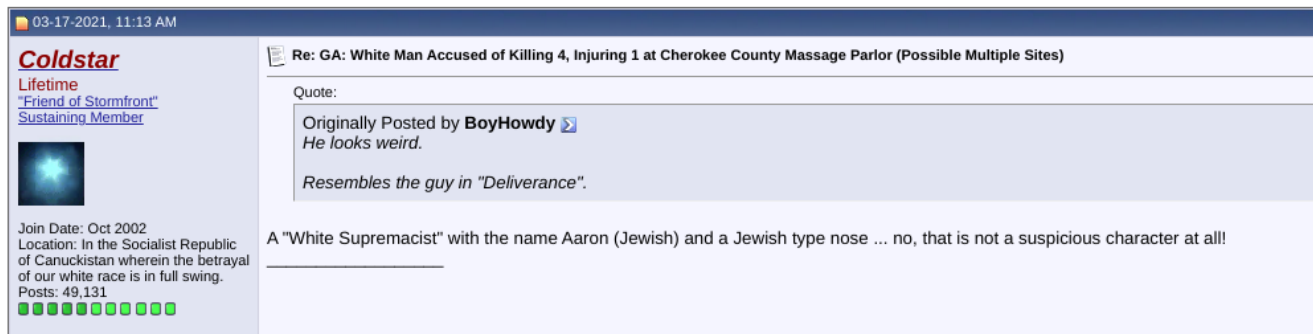 03-17-2021, 11:13 AM
Coldstar
Lifetime
"Friend of Stormfront"
Sustaining Member
Join Date: Oct 2002
Location: In the Socialist Republic
of Canuckistan wherein the betrayal
of our white race is in full swing.
Posts: 49,131
Re: GA: White Man Accused of Killing 4, Injuring 1 at Cherokee County Massage Parlor (Possible Multiple Sites)
Quote:
Originally Posted by BoyHowdy
He looks weird.
Resembles the guy in "Deliverance".
A "White Supremacist" with the name Aaron (Jewish) and a Jewish type nose ... no, that is not a suspicious character at all!